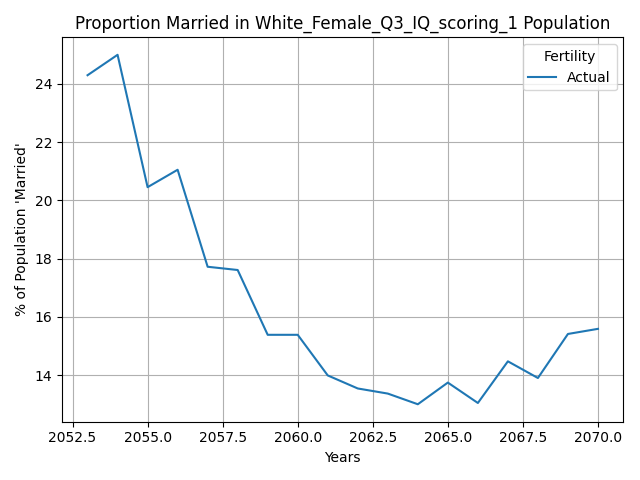 Proportion Married in White_Female_Q3_IQ_scoring_1 Population
Fertility
Actual
% of Population 'Married'
24
22
20
18
16
14
2052.5 2055.0 2057.5 2060.0 2062.5 2065.0 2067.5 2070.0
Years